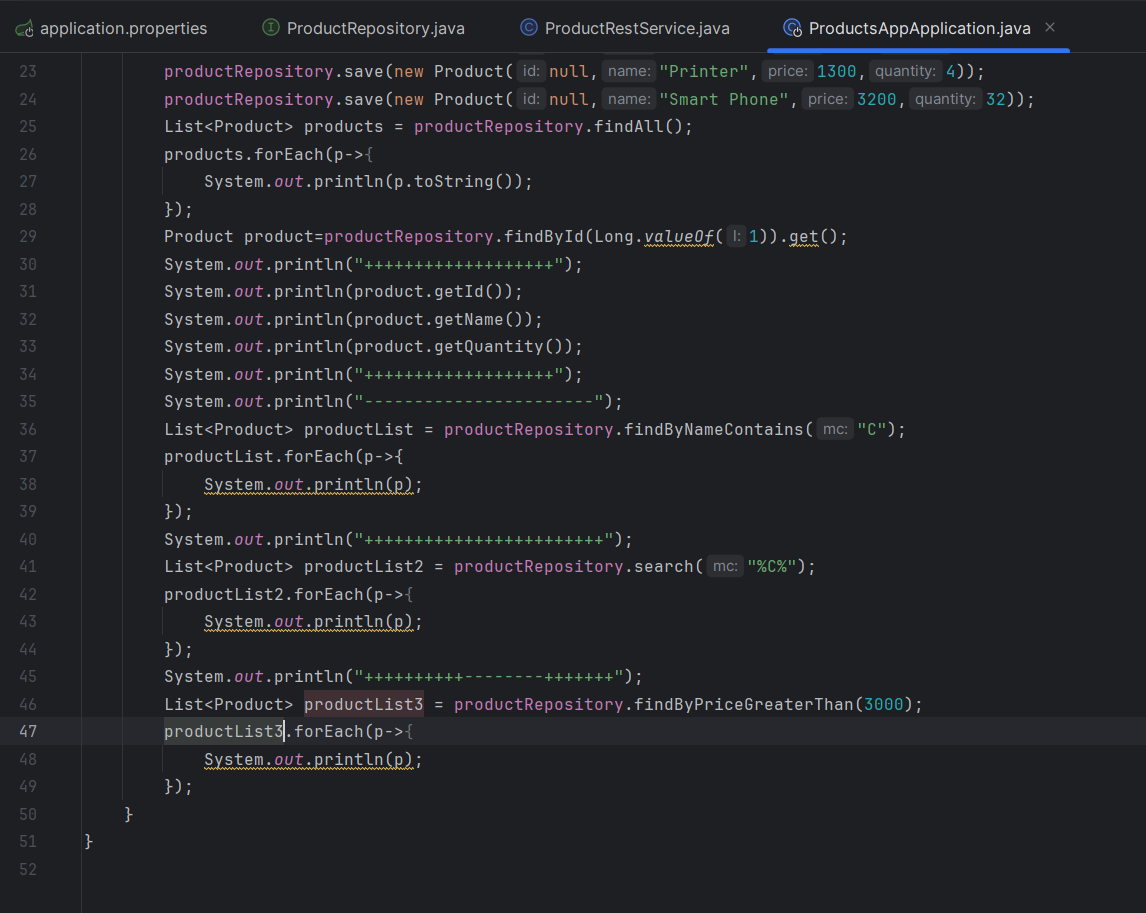 application.properties ProductRepository.java ProductRestService.java ProductsAppApplication.java
23 productRepository.save(new Product( id: null, name: "Printer", price: 1300, quantity: 4));
24 productRepository.save(new Product( id: null, name: "Smart Phone", price: 3200, quantity: 32));
25 List<Product> products = productRepository.findAll();
26 products.forEach(p->{
27 System.out.println(p.toString());
28 });
29 Product product=productRepository.findById(Long.valueOf( l: 1)).get();
30 System.out.println("+++++++++++++++++++");
31 System.out.println(product.getId());
32 System.out.println(product.getName());
33 System.out.println(product.getQuantity());
34 System.out.println("+++++++++++++++++++");
35 System.out.println("-----------------------");
36 List<Product> productList = productRepository.findByNameContains( mc: "C");
37 productList.forEach(p->{
38 System.out.println(p);
39 });
40 System.out.println("++++++++++++++++++++++++");
41 List<Product> productList2 = productRepository.search( mc: "%C%");
42 productList2.forEach(p->{
43 System.out.println(p);
44 });
45 System.out.println("++++++++++--------+++++++");
46 List<Product> productList3 = productRepository.findByPriceGreaterThan(3000);
47 productList3.forEach(p->{
48 System.out.println(p);
49 });
50 }
51 }
52